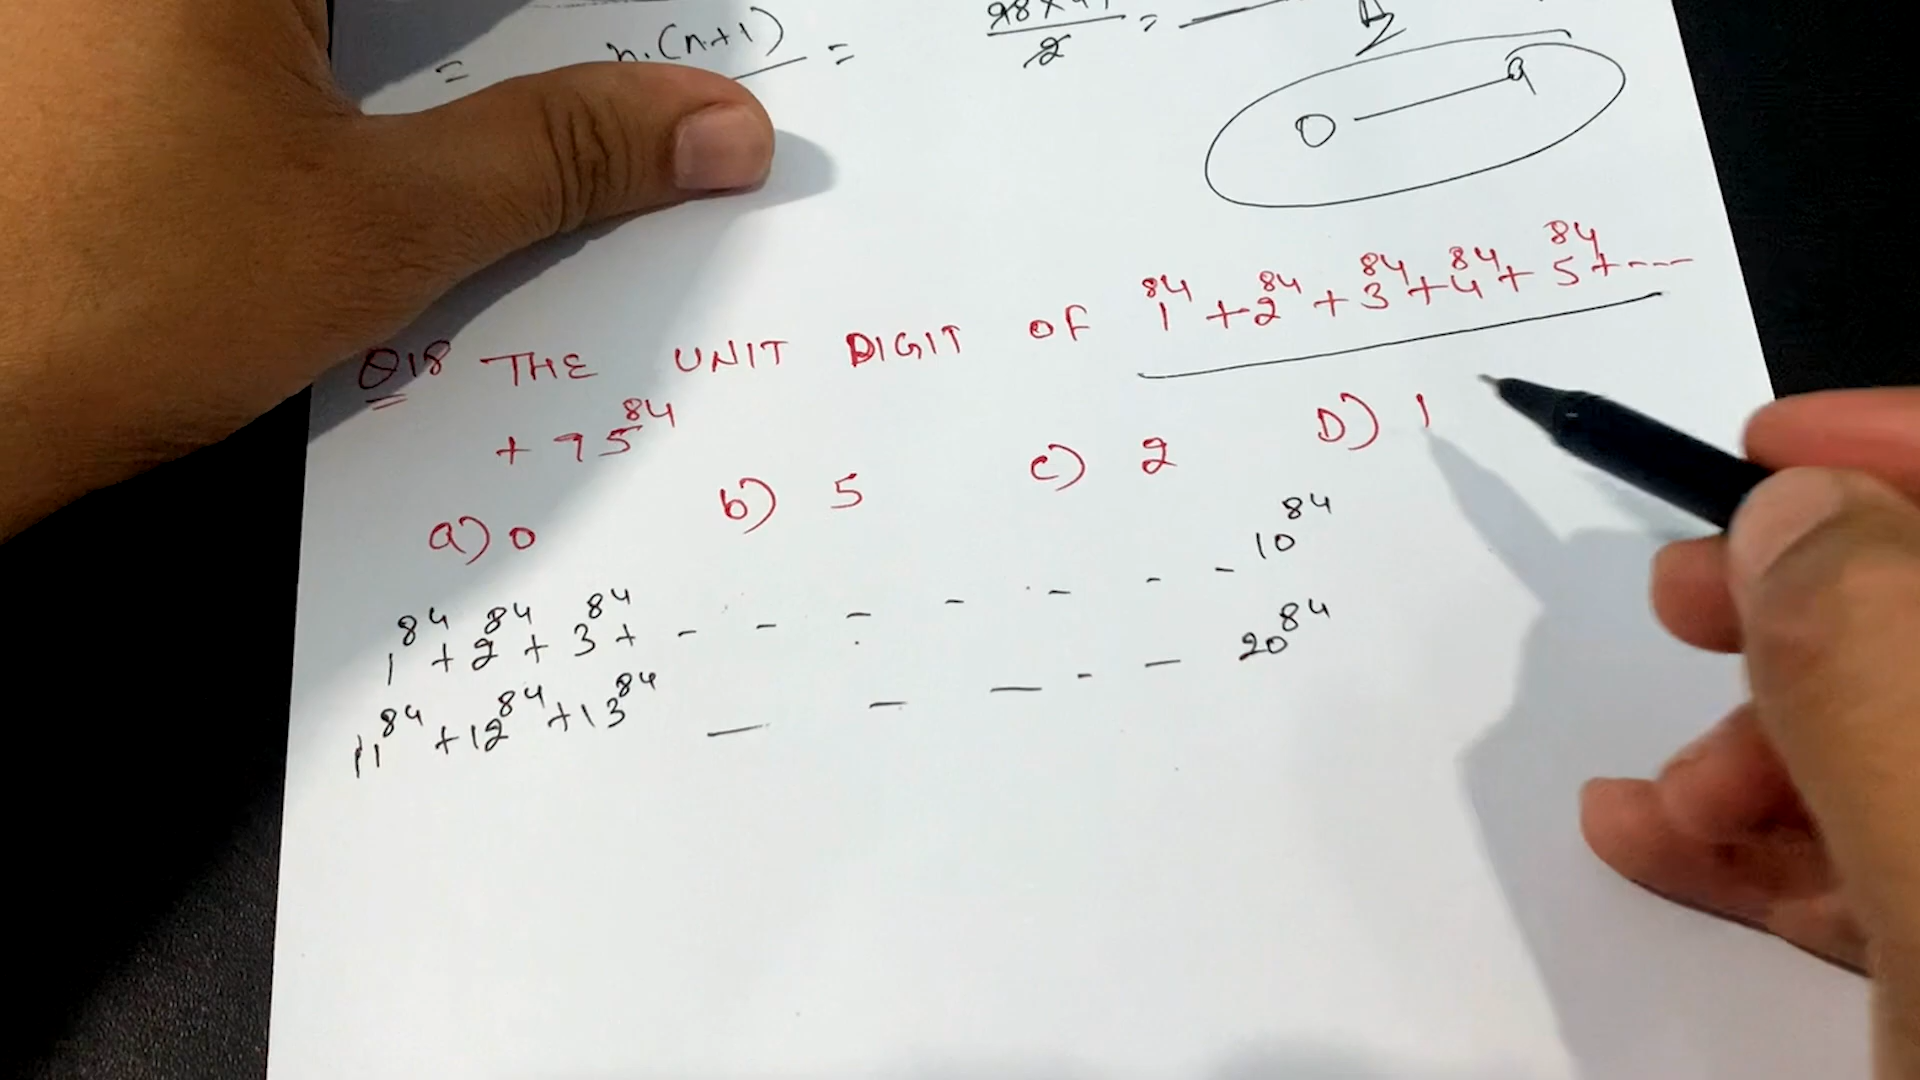 = n.(n+1) =
2 =
0 — 9
Q18 THE UNIT DIGIT OF 1^84 + 2^84 + 3^84 + 4^84 + 5^84 + ----
+ 75^84
a) 0 b) 5 c) 2 D) 1
1^84 + 2^84 + 3^84 + - - - - - - - 10^84
11^84 + 12^84 + 13^84 — - — - — 20^84